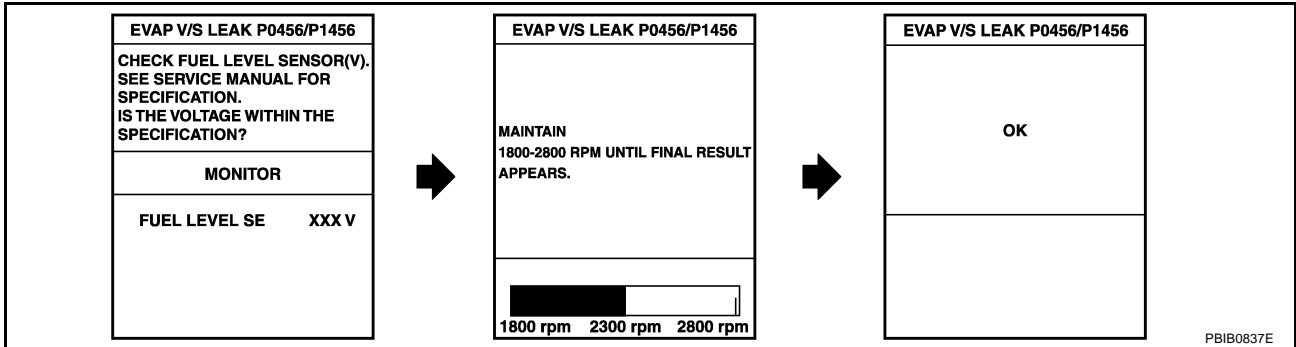 EVAP V/S LEAK P0456/P1456
CHECK FUEL LEVEL SENSOR(V).
SEE SERVICE MANUAL FOR
SPECIFICATION.
IS THE VOLTAGE WITHIN THE
SPECIFICATION?
MONITOR
FUEL LEVEL SE XXX V
EVAP V/S LEAK P0456/P1456
MAINTAIN
1800-2800 RPM UNTIL FINAL RESULT
APPEARS.
1800 rpm 2300 rpm 2800 rpm
EVAP V/S LEAK P0456/P1456
OK
PBIB0837E